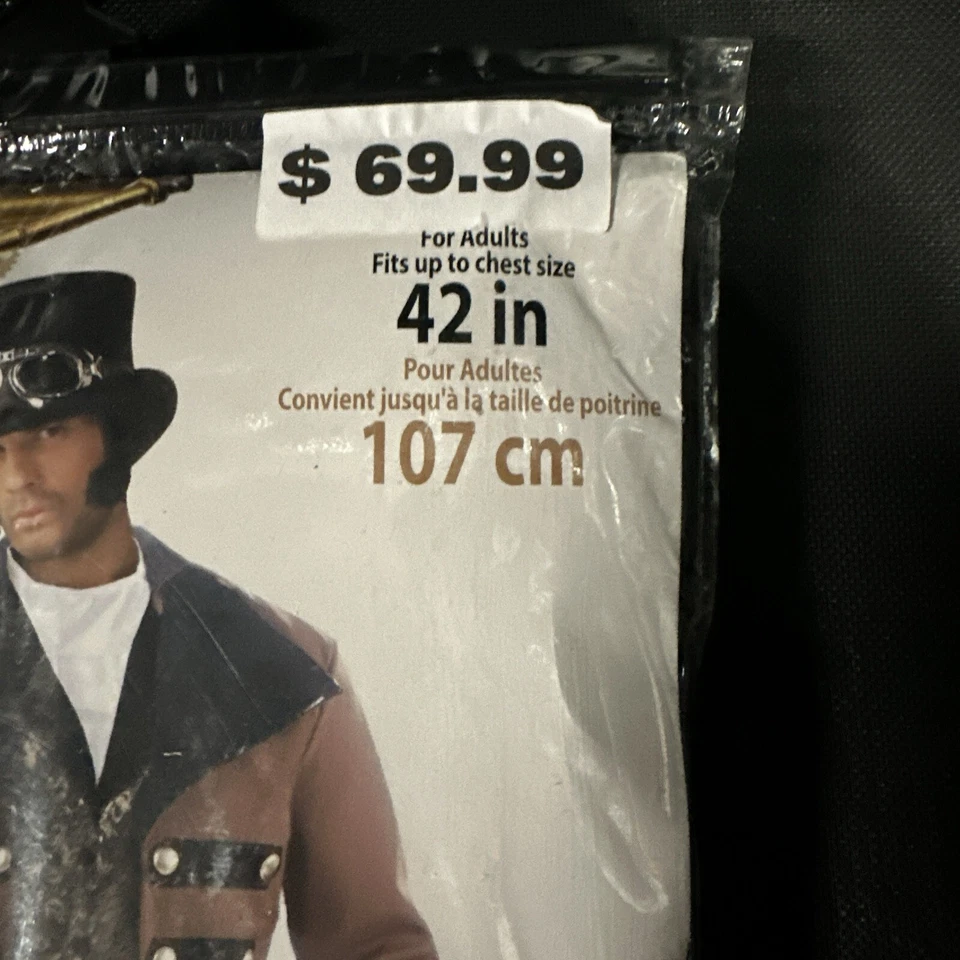 $ 69.99
For Adults
Fits up to chest size
42 in
Pour Adultes
Convient jusqu'à la taille de poitrine
107 cm